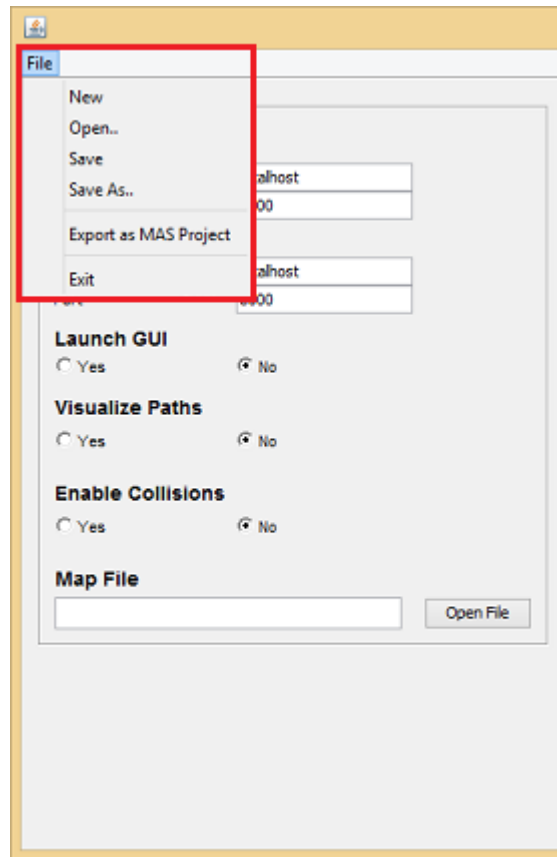 File
New
Open..
Save
Save As..
Export as MAS Project
Exit
Launch GUI
Yes No
Visualize Paths
Yes No
Enable Collisions
Yes No
Map File
Open File